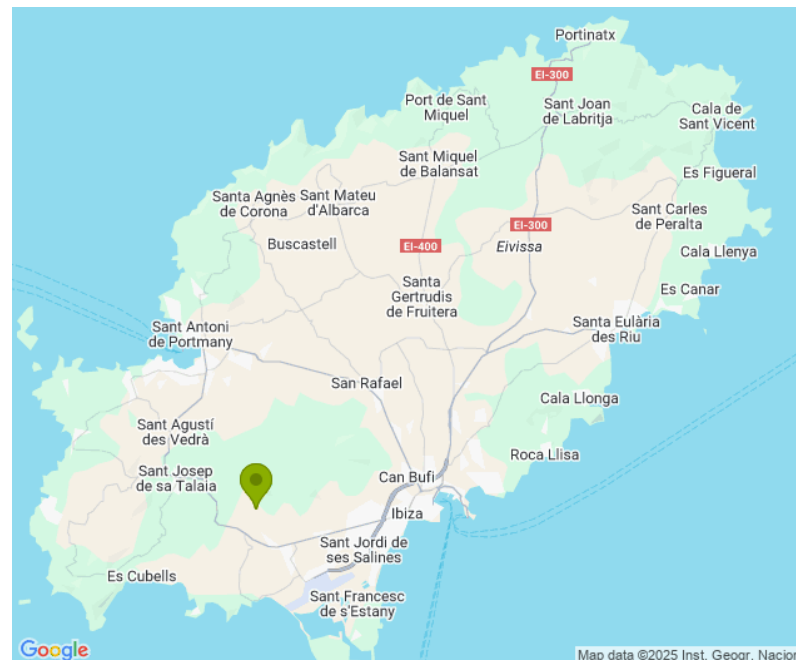 Portinatx
EI-300
Port de Sant
Miquel
Sant Joan
de Labritja
Cala de
Sant Vicent
Sant Miquel
de Balansat
Es Figueral
Santa Agnès
de Corona
Sant Mateu
d'Albarca
Sant Carles
de Peralta
EI-300
Buscastell
EI-400
Eivissa
Cala Llenya
Santa
Gertrudis
de Fruitera
Es Canar
Sant Antoni
de Portmany
Santa Eulària
des Riu
San Rafael
Cala Llonga
Sant Agustí
des Vedrà
Roca Llisa
Sant Josep
de sa Talaia
Can Bufi
Ibiza
Sant Jordi de
ses Salines
Es Cubells
Sant Francesc
de s'Estany
Google
Map data ©2025 Inst. Geogr. Nacion